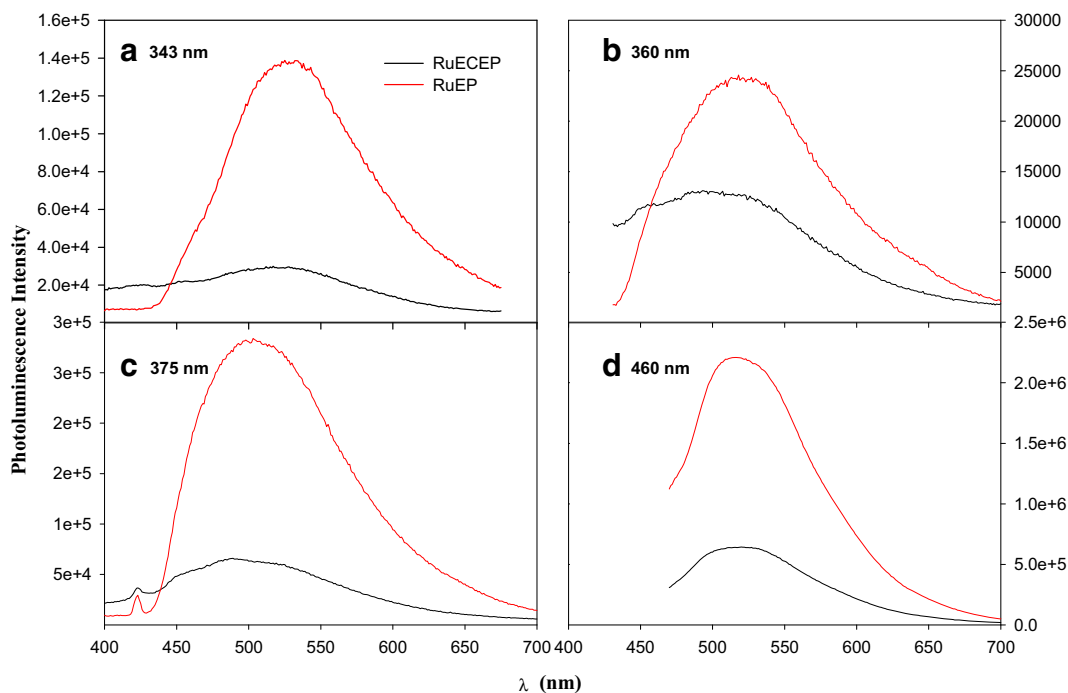 1.6e+5
1.4e+5
1.2e+5
1.0e+5
8.0e+4
6.0e+4
4.0e+4
2.0e+4
3e+5
a 343 nm
RuECEP
RuEP
b 360 nm
30000
25000
20000
15000
10000
5000
2.5e+6
Photoluminescence Intensity
3e+5
2e+5
2e+5
1e+5
5e+4
c 375 nm
d 460 nm
2.0e+6
1.5e+6
1.0e+6
5.0e+5
0.0
400 450 500 550 600 650 700
400 450 500 550 600 650 700
λ (nm)